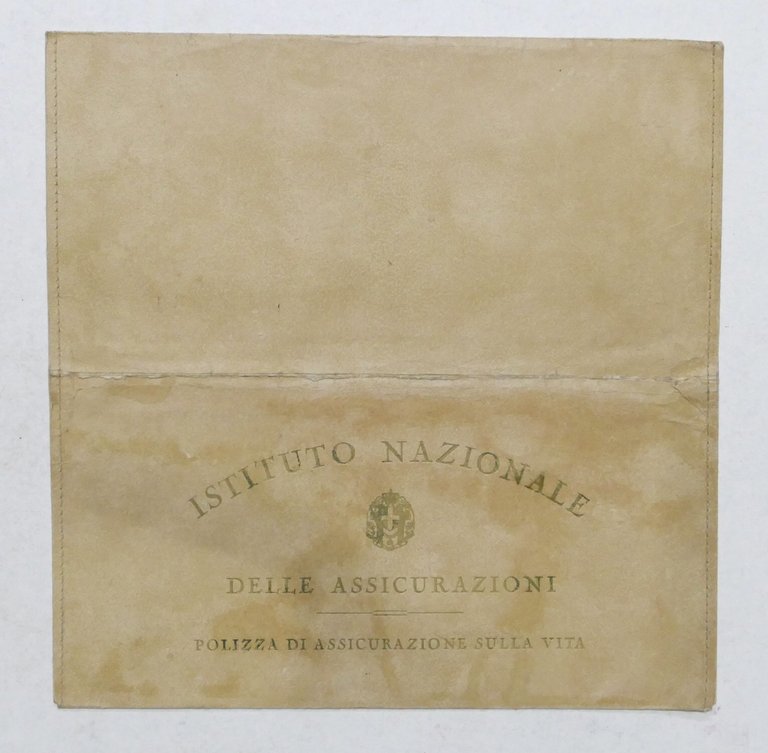 ISTITUTO NAZIONALE
DELLE ASSICURAZIONI
POLIZZA DI ASSICURAZIONE SULLA VITA